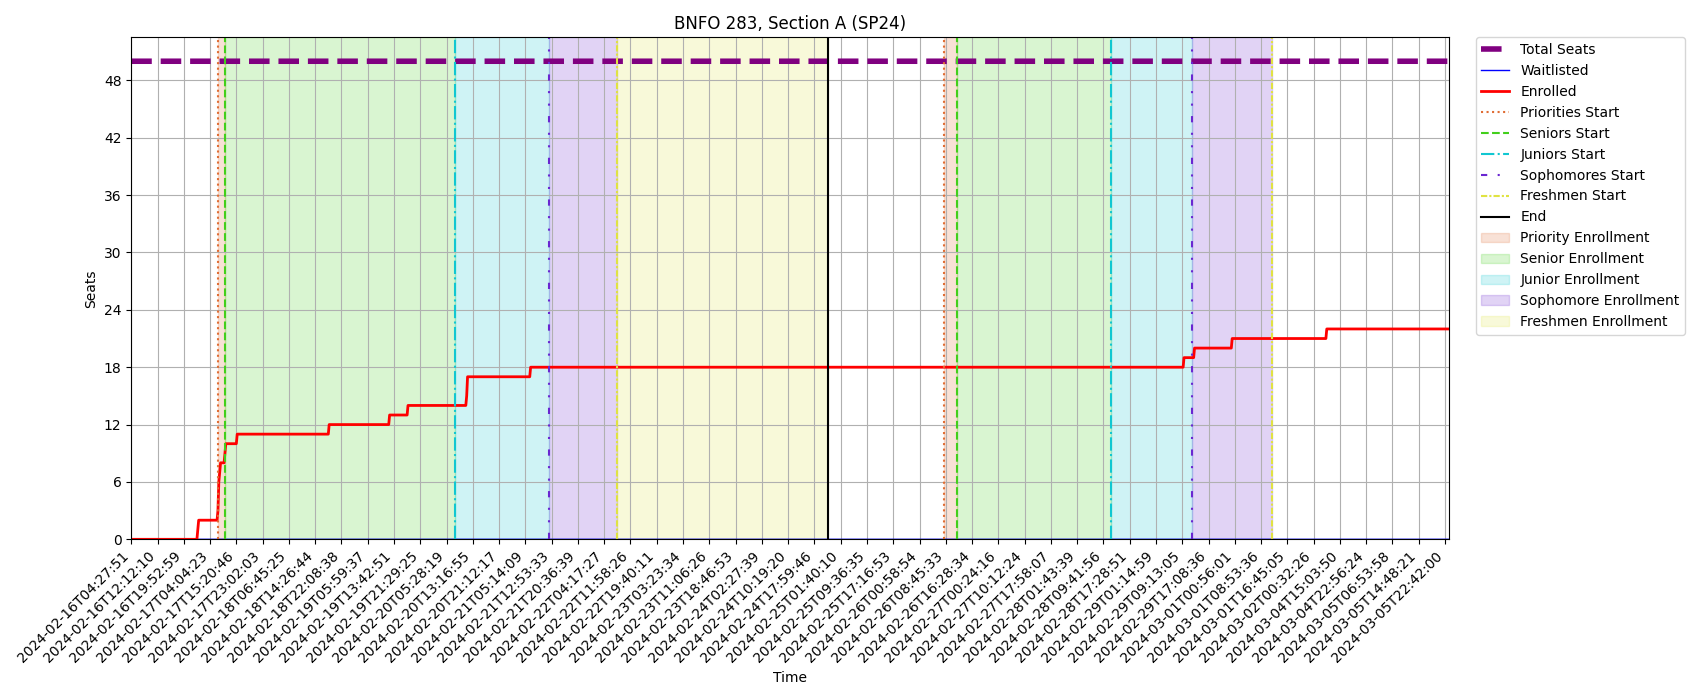 BNFO 283, Section A (SP24)
Total Seats
Waitlisted
Enrolled
Priorities Start
Seniors Start
Juniors Start
Sophomores Start
Freshmen Start
End
Priority Enrollment
Senior Enrollment
Junior Enrollment
Sophomore Enrollment
Freshmen Enrollment
Seats
48
42
36
30
24
18
12
6
0
2024-02-16T04:27:51
2024-02-16T12:12:10
2024-02-16T19:52:59
2024-02-17T04:04:23
2024-02-17T15:20:46
2024-02-17T23:02:03
2024-02-18T06:45:25
2024-02-18T14:26:44
2024-02-18T22:08:38
2024-02-19T05:59:37
2024-02-19T13:42:51
2024-02-19T21:29:25
2024-02-20T05:28:19
2024-02-20T13:16:55
2024-02-20T21:12:17
2024-02-21T05:14:09
2024-02-21T12:53:33
2024-02-21T20:36:39
2024-02-22T04:17:27
2024-02-22T11:58:26
2024-02-22T19:40:11
2024-02-23T03:23:34
2024-02-23T11:06:26
2024-02-23T18:46:53
2024-02-24T02:27:39
2024-02-24T10:19:20
2024-02-24T17:59:46
2024-02-25T01:40:10
2024-02-25T09:36:35
2024-02-25T17:16:53
2024-02-26T00:58:54
2024-02-26T08:45:33
2024-02-26T16:28:34
2024-02-27T00:24:16
2024-02-27T10:12:24
2024-02-27T17:58:07
2024-02-28T01:43:39
2024-02-28T09:41:56
2024-02-28T17:28:51
2024-02-29T01:14:59
2024-02-29T09:13:05
2024-02-29T17:08:36
2024-03-01T00:56:01
2024-03-01T08:53:36
2024-03-01T16:45:05
2024-03-02T00:32:26
2024-03-04T15:03:50
2024-03-04T22:56:24
2024-03-05T06:53:58
2024-03-05T14:48:21
2024-03-05T22:42:00
Time